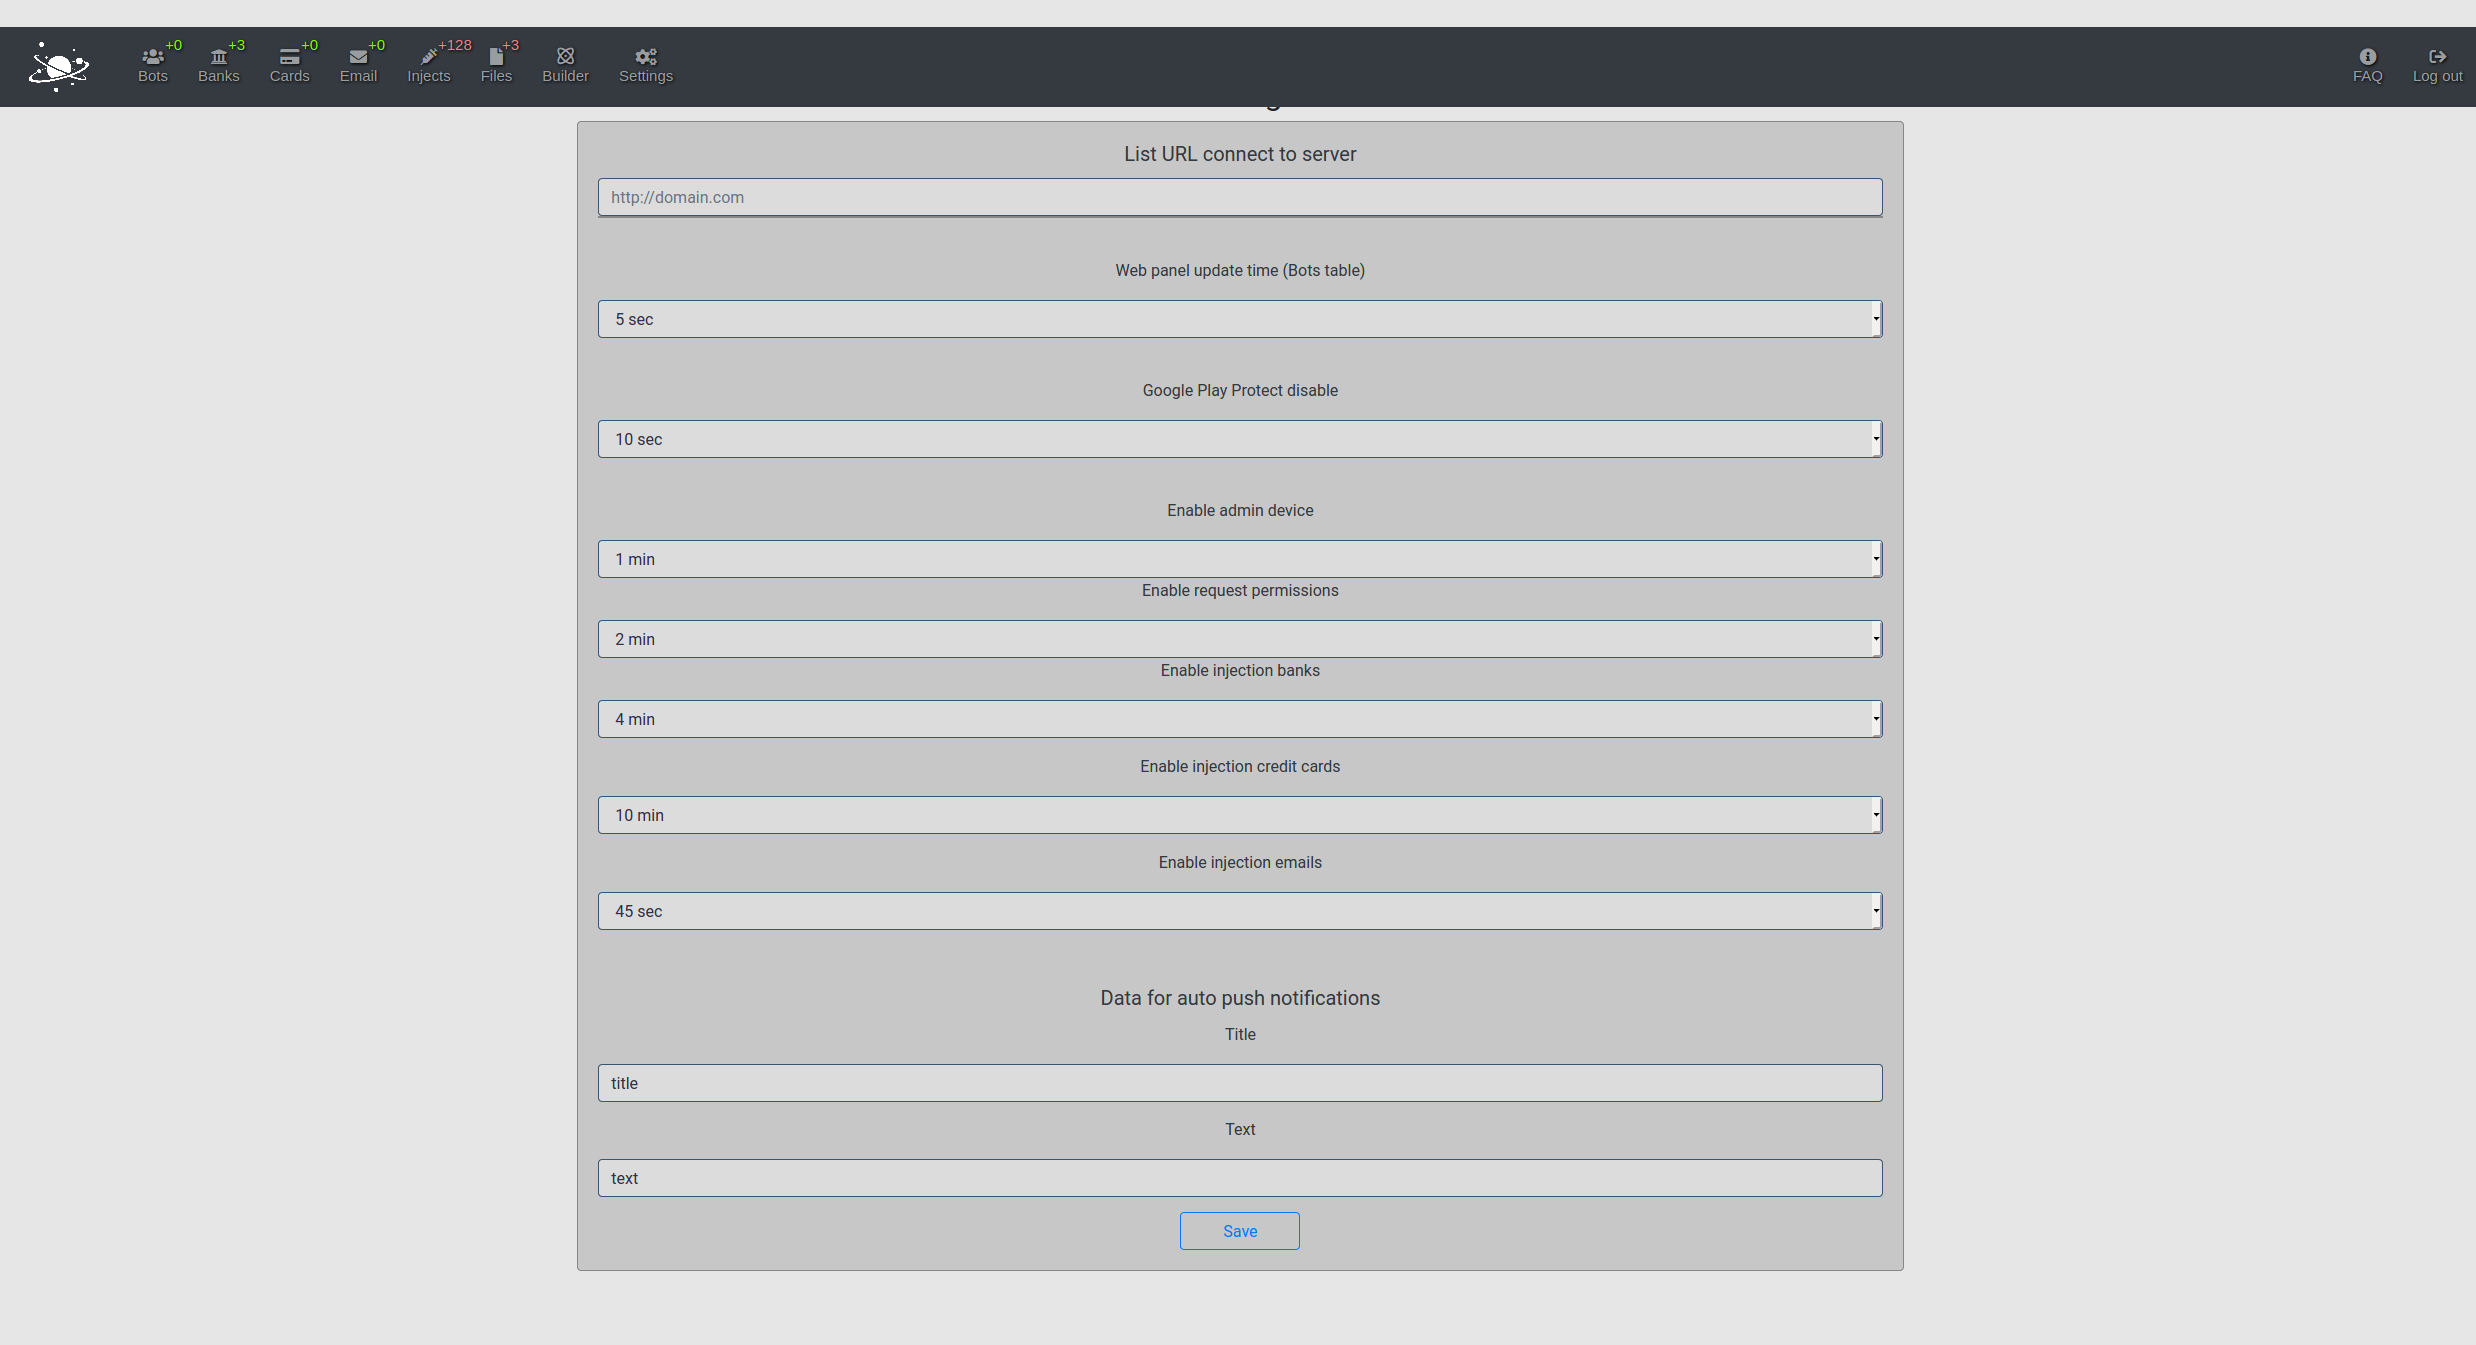 +0 +3 +0 +0 +128 +3
Bots Banks Cards Email Injects Files Builder Settings FAQ Log out
List URL connect to server
http://domain.com
Web panel update time (Bots table)
5 sec
Google Play Protect disable
10 sec
Enable admin device
1 min
Enable request permissions
2 min
Enable injection banks
4 min
Enable injection credit cards
10 min
Enable injection emails
45 sec
Data for auto push notifications
Title
title
Text
text
Save